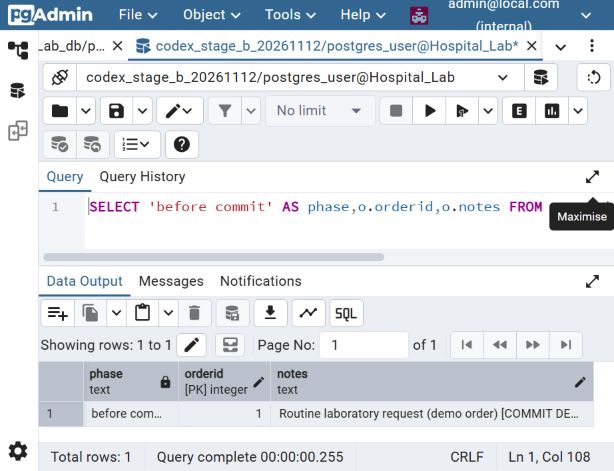 pgAdmin File Object Tools Help admin@local.com (internal)
_ab_db/p... codex_stage_b_20261112/postgres_user@Hospital_Lab*
codex_stage_b_20261112/postgres_user@Hospital_Lab
No limit E
Query Query History
1 SELECT 'before commit' AS phase,o.orderid,o.notes FROM
Maximise
Data Output Messages Notifications
SQL
Showing rows: 1 to 1 Page No: 1 of 1
phase text orderid [PK] integer notes text
1 before com... 1 Routine laboratory request (demo order) [COMMIT DE...
Total rows: 1 Query complete 00:00:00.255 CRLF Ln 1, Col 108